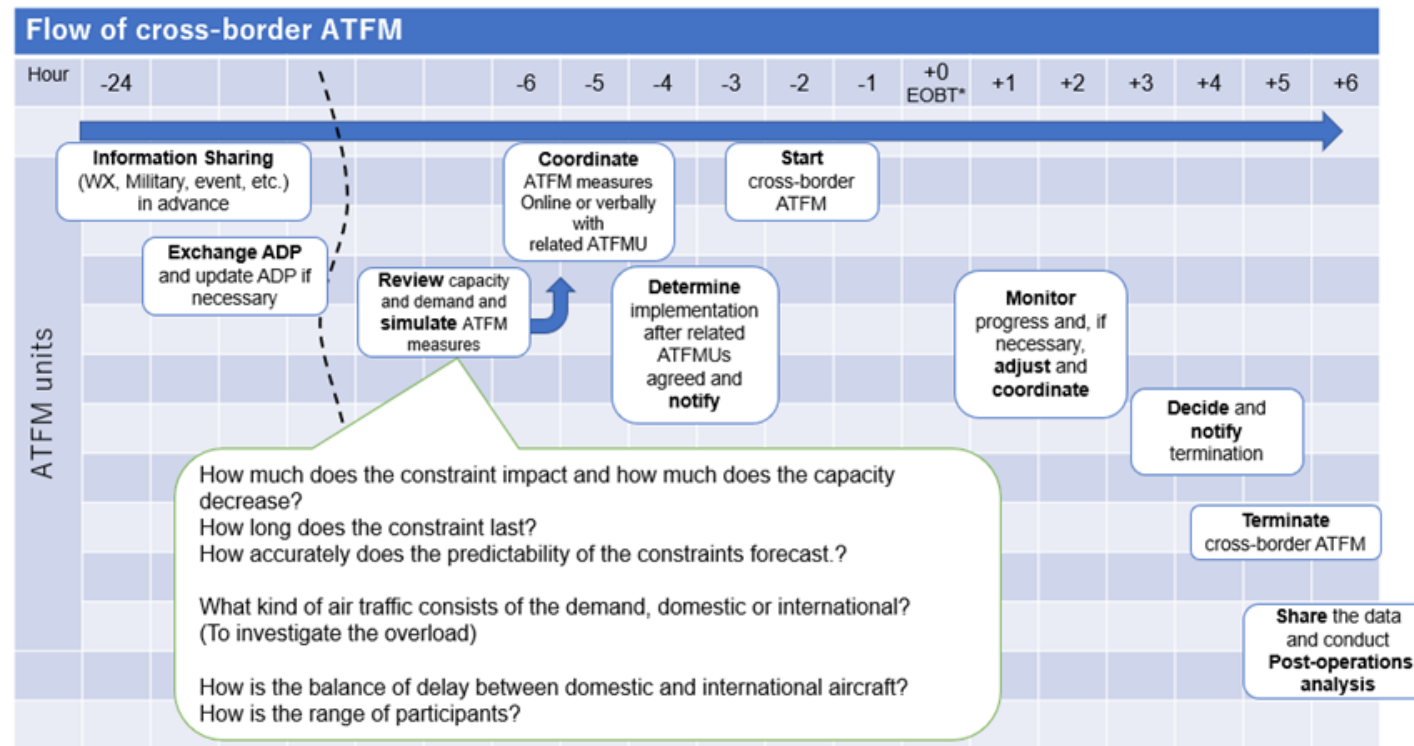 Flow of cross-border ATFM
Hour
-24
-6
-5
-4
-3
-2
-1
+0
EOBT*
+1
+2
+3
+4
+5
+6
ATFM units
Information Sharing
(WX, Military, event, etc.)
in advance
Exchange ADP
and update ADP if
necessary
Review capacity
and demand and
simulate ATFM
measures
Coordinate
ATFM measures
Online or verbally
with
related ATFMU
Determine
implementation
after related
ATFMUs
agreed and
notify
Start
cross-border
ATFM
Monitor
progress and, if
necessary,
adjust and
coordinate
Decide and
notify
termination
Terminate
cross-border ATFM
Share the data
and conduct
Post-operations
analysis
How much does the constraint impact and how much does the capacity
decrease?
How long does the constraint last?
How accurately does the predictability of the constraints forecast.?
What kind of air traffic consists of the demand, domestic or international?
(To investigate the overload)
How is the balance of delay between domestic and international aircraft?
How is the range of participants?